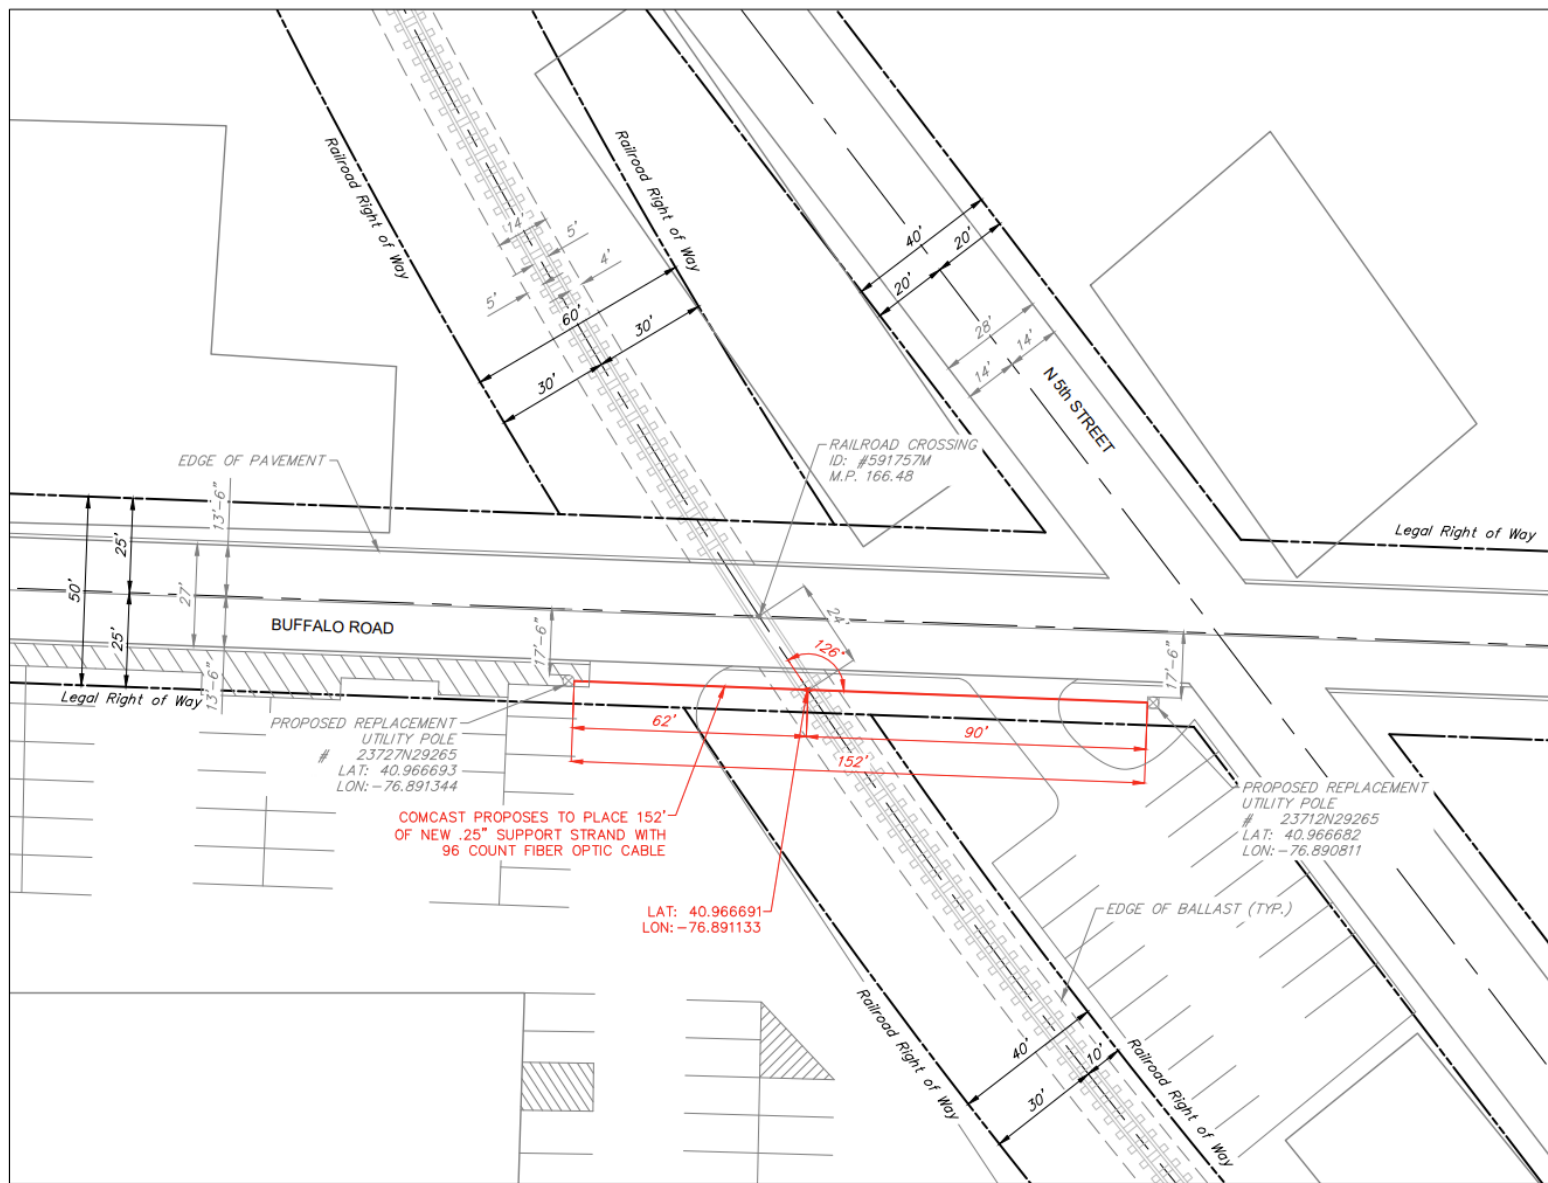 Railroad Right of Way
Railroad Right of Way
14'
5'
4'
5'
60'
30'
30'
40'
20'
20'
28'
14'
14'
N 5th STREET
RAILROAD CROSSING
ID: #591757M
M.P. 166.48
EDGE OF PAVEMENT
13'-6"
25'
50'
27'
25'
13'-6"
BUFFALO ROAD
Legal Right of Way
Legal Right of Way
17'-6"
24'
126°
17'-6"
PROPOSED REPLACEMENT
UTILITY POLE
# 23727N29265
LAT: 40.966693
LON: -76.891344
62'
90'
152'
COMCAST PROPOSES TO PLACE 152'
OF NEW .25" SUPPORT STRAND WITH
96 COUNT FIBER OPTIC CABLE
PROPOSED REPLACEMENT
UTILITY POLE
# 23712N29265
LAT: 40.966682
LON: -76.890811
LAT: 40.966691
LON: -76.891133
EDGE OF BALLAST (TYP.)
Railroad Right of Way
Railroad Right of Way
40'
10'
30'